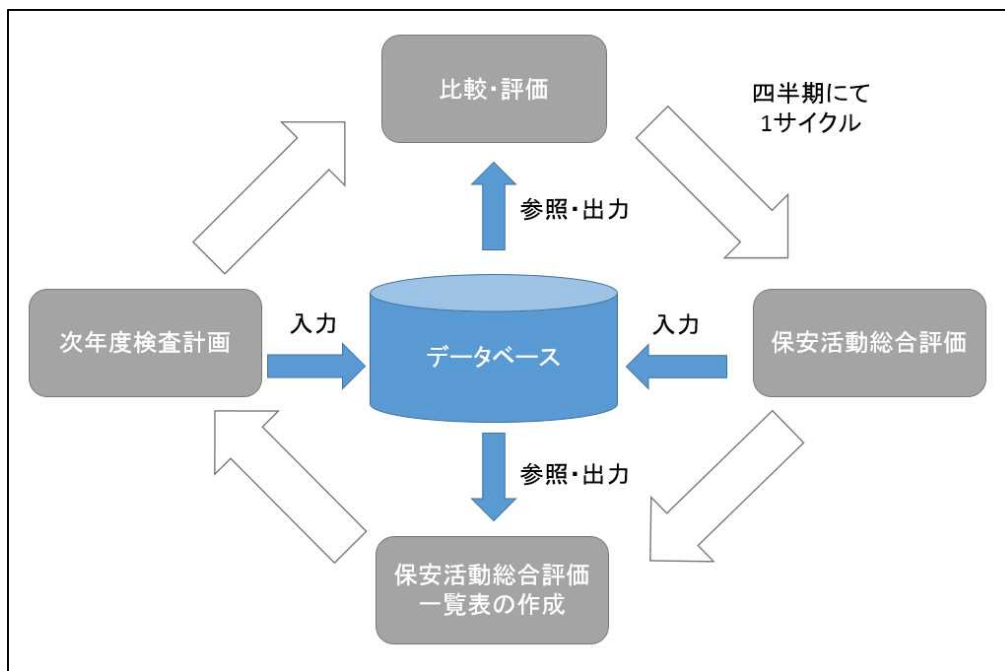 比較・評価
四半期にて
1サイクル
参照・出力
次年度検査計画
入力
データベース
入力
保安活動総合評価
参照・出力
保安活動総合評価
一覧表の作成